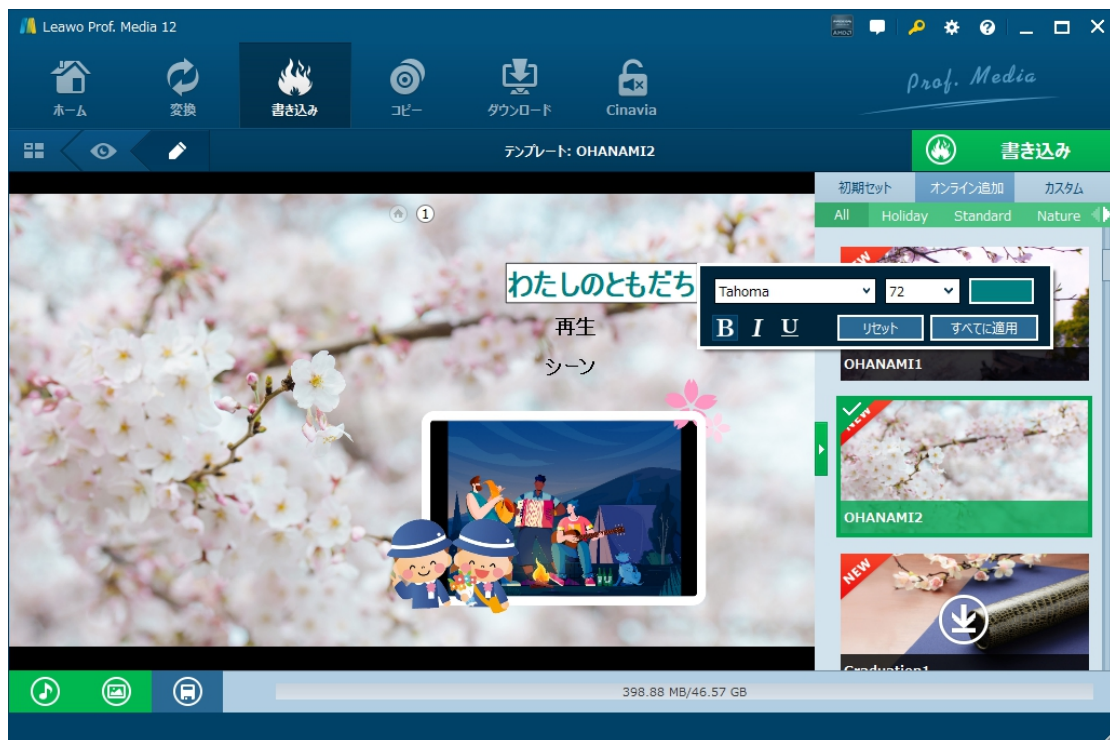 Leawo Prof. Media 12
ホーム
変換
書き込み
コピー
ダウンロード
Cinavia
Prof. Media
テンプレート: OHANAMI2
書き込み
初期セット
オンライン追加
カスタム
All
Holiday
Standard
Nature
1
わたしのともだち
再生
シーン
Tahoma
72
B I U
リセット
すべてに適用
NEW
OHANAMI1
NEW
OHANAMI2
NEW
Graduation1
398.88 MB/46.57 GB